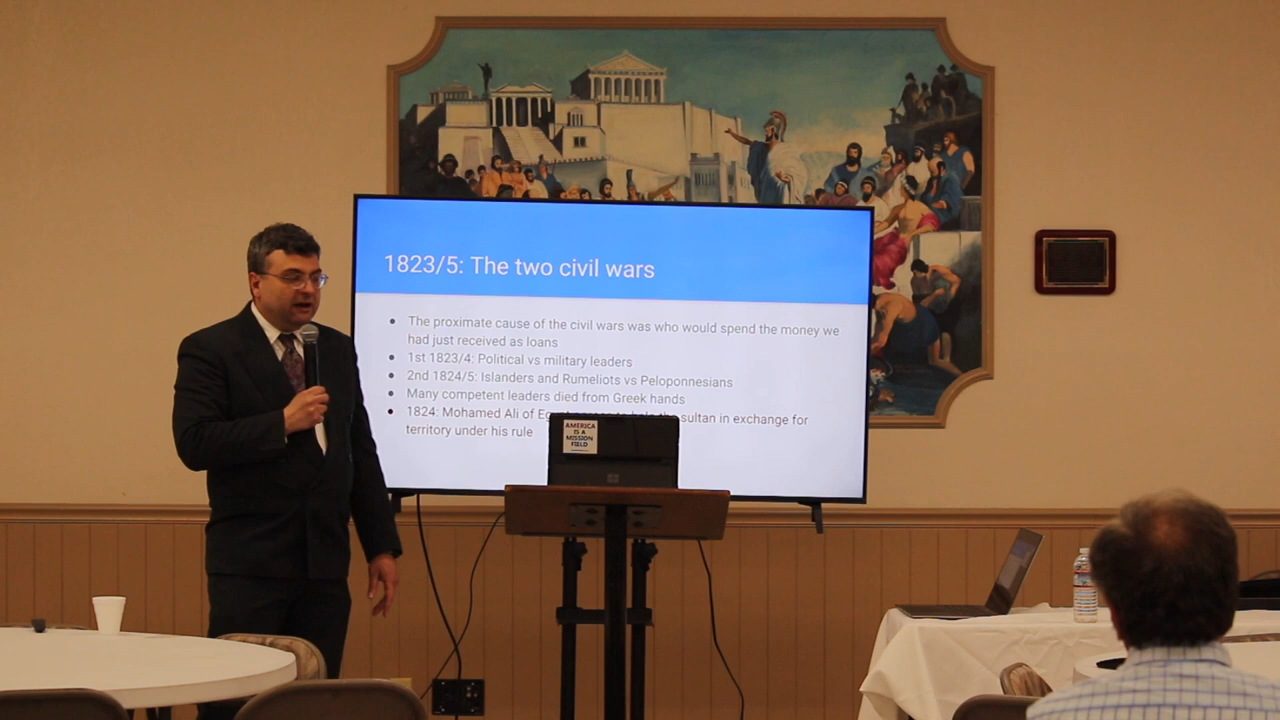 1823/5: The two civil wars
• The proximate cause of the civil wars was who would spend the money we
had just received as loans
• 1st 1823/4: Political vs military leaders
• 2nd 1824/5: Islanders and Rumeliots vs Peloponnesians
• Many competent leaders died from Greek hands
• 1824: Mohamed Ali of sultan in exchange for
territory under his rule
AMERICA
IS A
MISSION
FIELD